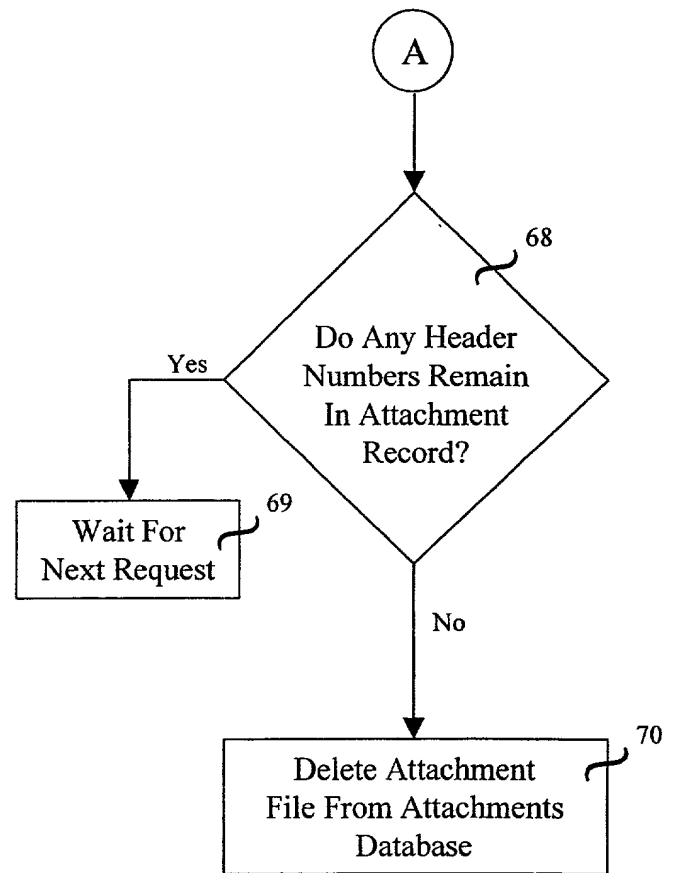 A
68
Do Any Header
Numbers Remain
In Attachment
Record?
Yes
69
Wait For
Next Request
No
70
Delete Attachment
File From Attachments
Database